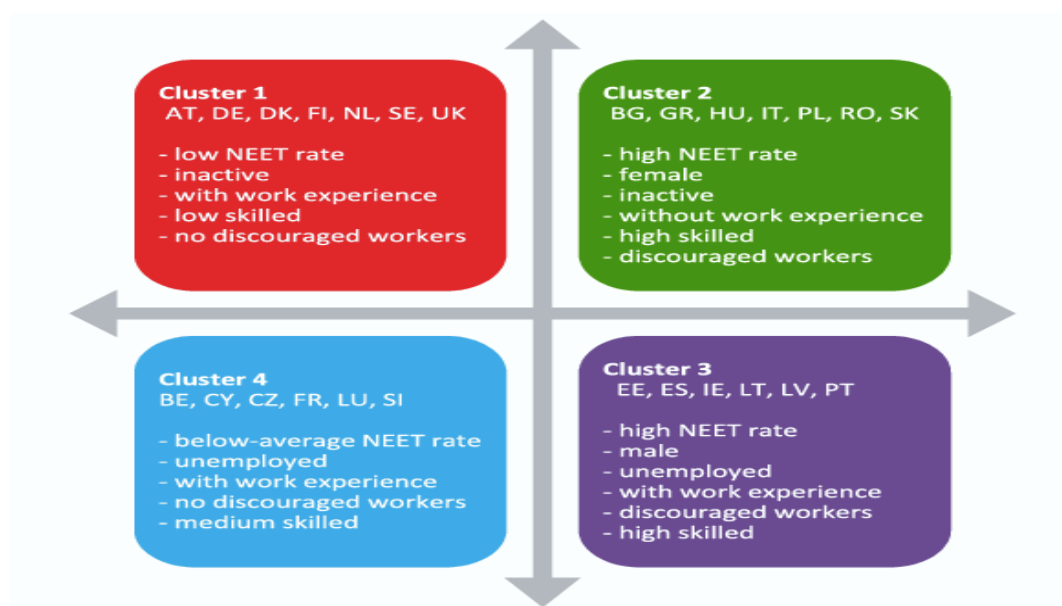 Cluster 1
AT, DE, DK, FI, NL, SE, UK
- low NEET rate
- inactive
- with work experience
- low skilled
- no discouraged workers
Cluster 2
BG, GR, HU, IT, PL, RO, SK
- high NEET rate
- female
- inactive
- without work experience
- high skilled
- discouraged workers
Cluster 4
BE, CY, CZ, FR, LU, SI
- below-average NEET rate
- unemployed
- with work experience
- no discouraged workers
- medium skilled
Cluster 3
EE, ES, IE, LT, LV, PT
- high NEET rate
- male
- unemployed
- with work experience
- discouraged workers
- high skilled